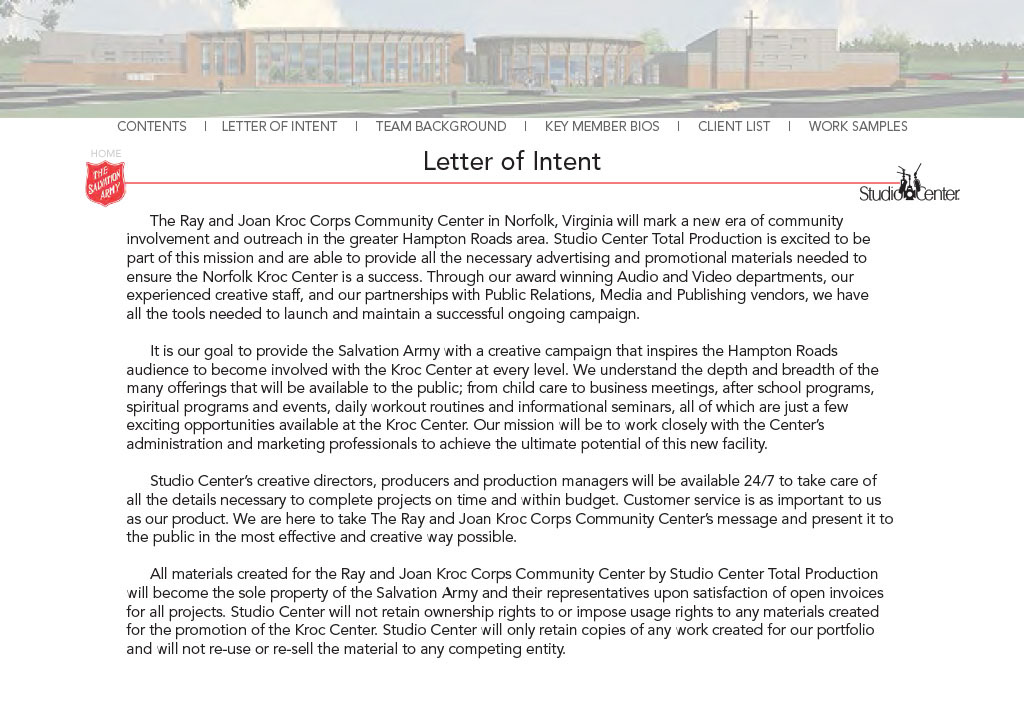 CONTENTS | LETTER OF INTENT | TEAM BACKGROUND | KEY MEMBER BIOS | CLIENT LIST | WORK SAMPLES
HOME
Letter of Intent
THE
SALVATION
ARMY
Studio Center.
The Ray and Joan Kroc Corps Community Center in Norfolk, Virginia will mark a new era of community
involvement and outreach in the greater Hampton Roads area. Studio Center Total Production is excited to be
part of this mission and are able to provide all the necessary advertising and promotional materials needed to
ensure the Norfolk Kroc Center is a success. Through our award winning Audio and Video departments, our
experienced creative staff, and our partnerships with Public Relations, Media and Publishing vendors, we have
all the tools needed to launch and maintain a successful ongoing campaign.
It is our goal to provide the Salvation Army with a creative campaign that inspires the Hampton Roads
audience to become involved with the Kroc Center at every level. We understand the depth and breadth of the
many offerings that will be available to the public; from child care to business meetings, after school programs,
spiritual programs and events, daily workout routines and informational seminars, all of which are just a few
exciting opportunities available at the Kroc Center. Our mission will be to work closely with the Center's
administration and marketing professionals to achieve the ultimate potential of this new facility.
Studio Center's creative directors, producers and production managers will be available 24/7 to take care of
all the details necessary to complete projects on time and within budget. Customer service is as important to us
as our product. We are here to take The Ray and Joan Kroc Corps Community Center's message and present it to
the public in the most effective and creative way possible.
All materials created for the Ray and Joan Kroc Corps Community Center by Studio Center Total Production
will become the sole property of the Salvation Army and their representatives upon satisfaction of open invoices
for all projects. Studio Center will not retain ownership rights to or impose usage rights to any materials created
for the promotion of the Kroc Center. Studio Center will only retain copies of any work created for our portfolio
and will not re-use or re-sell the material to any competing entity.